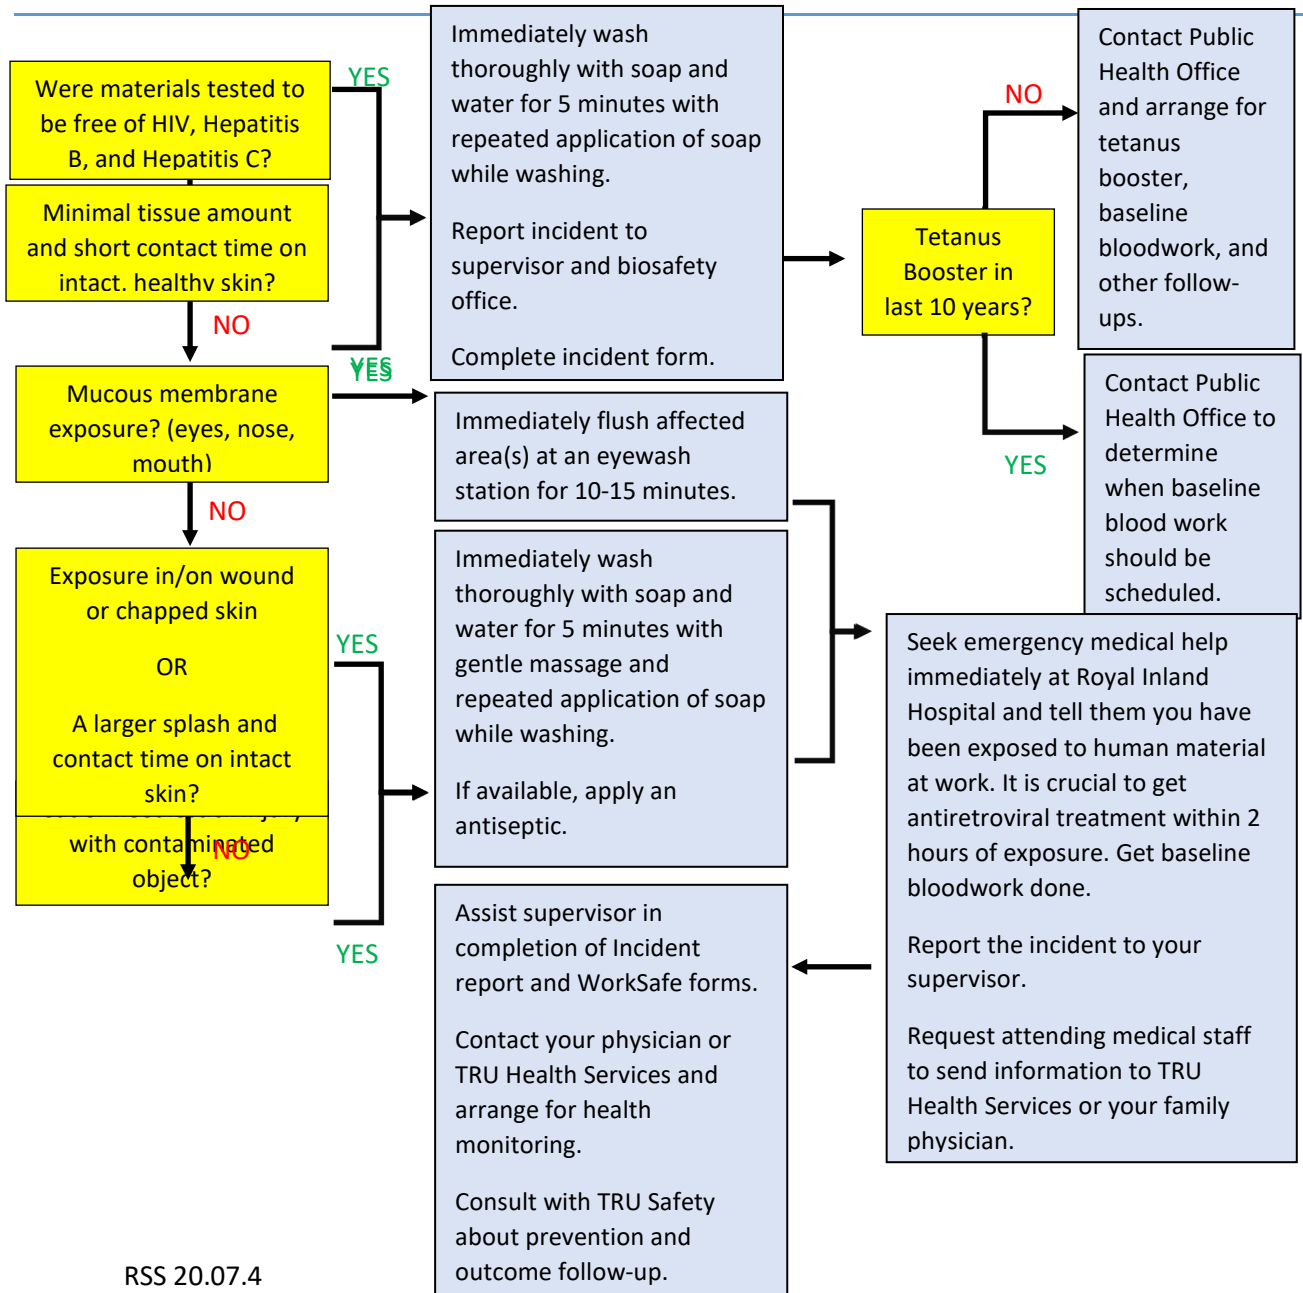 Were materials tested to
be free of HIV, Hepatitis
B, and Hepatitis C?
YES
Minimal tissue amount
and short contact time on
intact, healthy skin?
NO
YES
YES
Mucous membrane
exposure? (eyes, nose,
mouth)
NO
Exposure in/on wound
or chapped skin
OR
A larger splash and
contact time on intact
skin?
YES
NO
with contaminated
object?
YES
Immediately wash
thoroughly with soap and
water for 5 minutes with
repeated application of soap
while washing.
Report incident to
supervisor and biosafety
office.
Complete incident form.
Immediately flush affected
area(s) at an eyewash
station for 10-15 minutes.
Immediately wash
thoroughly with soap and
water for 5 minutes with
gentle massage and
repeated application of soap
while washing.
If available, apply an
antiseptic.
Assist supervisor in
completion of Incident
report and WorkSafe forms.
Contact your physician or
TRU Health Services and
arrange for health
monitoring.
Consult with TRU Safety
about prevention and
outcome follow-up.
Tetanus
Booster in
last 10 years?
NO
YES
Contact Public
Health Office
and arrange for
tetanus
booster,
baseline
bloodwork, and
other follow-
ups.
Contact Public
Health Office to
determine
when baseline
blood work
should be
scheduled.
Seek emergency medical help
immediately at Royal Inland
Hospital and tell them you have
been exposed to human material
at work. It is crucial to get
antiretroviral treatment within 2
hours of exposure. Get baseline
bloodwork done.
Report the incident to your
supervisor.
Request attending medical staff
to send information to TRU
Health Services or your family
physician.
RSS 20.07.4